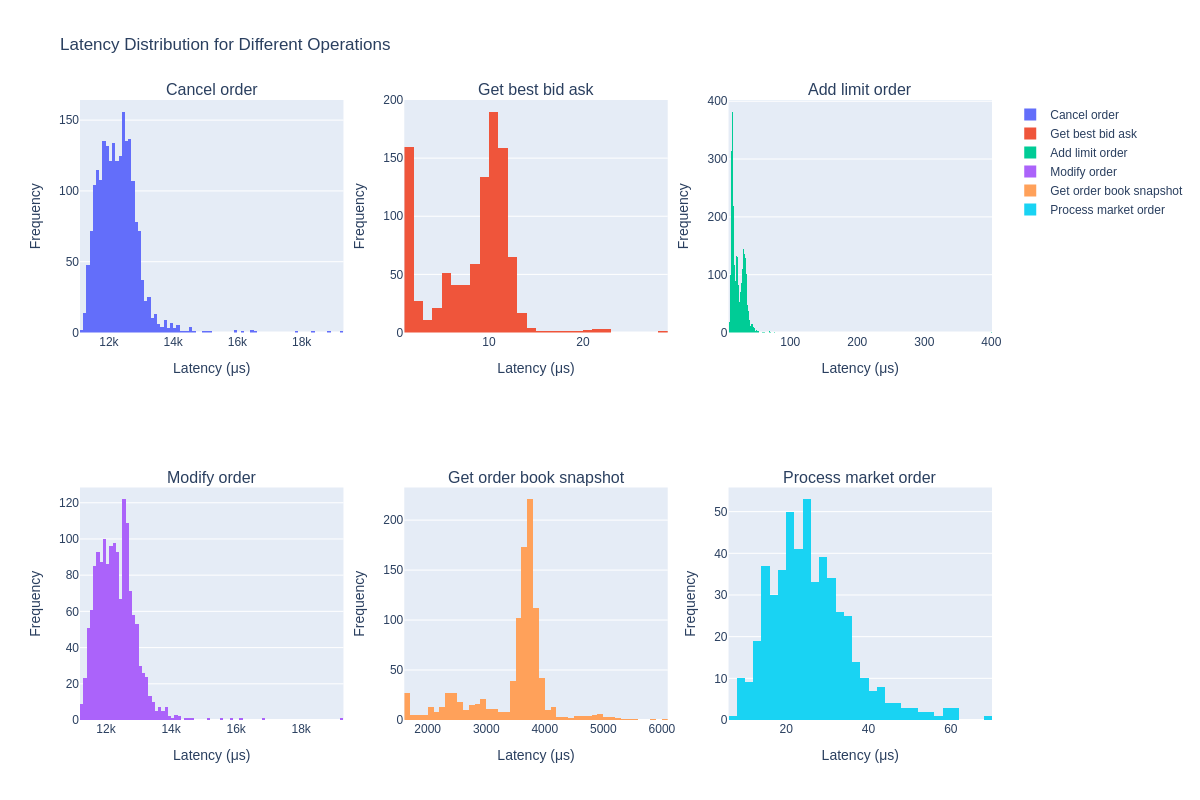 Latency Distribution for Different Operations
Cancel order
Get best bid ask
Add limit order
Frequency
150
100
50
0
12k 14k 16k 18k
Latency (μs)
Frequency
200
150
100
50
0
10 20
Latency (μs)
Frequency
400
300
200
100
0
100 200 300 400
Latency (μs)
Cancel order
Get best bid ask
Add limit order
Modify order
Get order book snapshot
Process market order
Modify order
Get order book snapshot
Process market order
Frequency
120
100
80
60
40
20
0
12k 14k 16k 18k
Latency (μs)
Frequency
200
150
100
50
0
2000 3000 4000 5000 6000
Latency (μs)
Frequency
50
40
30
20
10
0
20 40 60
Latency (μs)